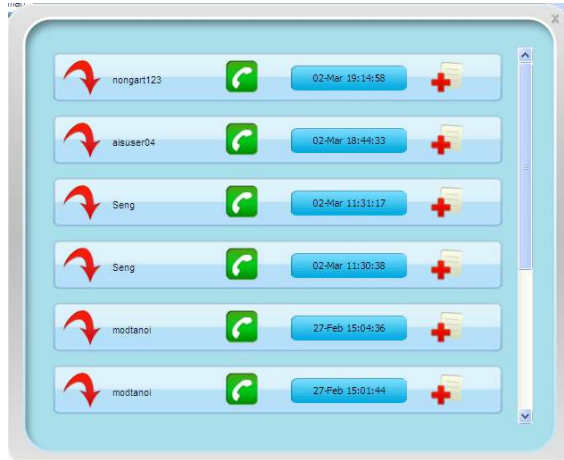 nongart123 02-Mar 19:14:58
aisuser04 02-Mar 18:44:33
Seng 02-Mar 11:31:17
Seng 02-Mar 11:30:38
modtanoi 27-Feb 15:04:36
modtanoi 27-Feb 15:01:44